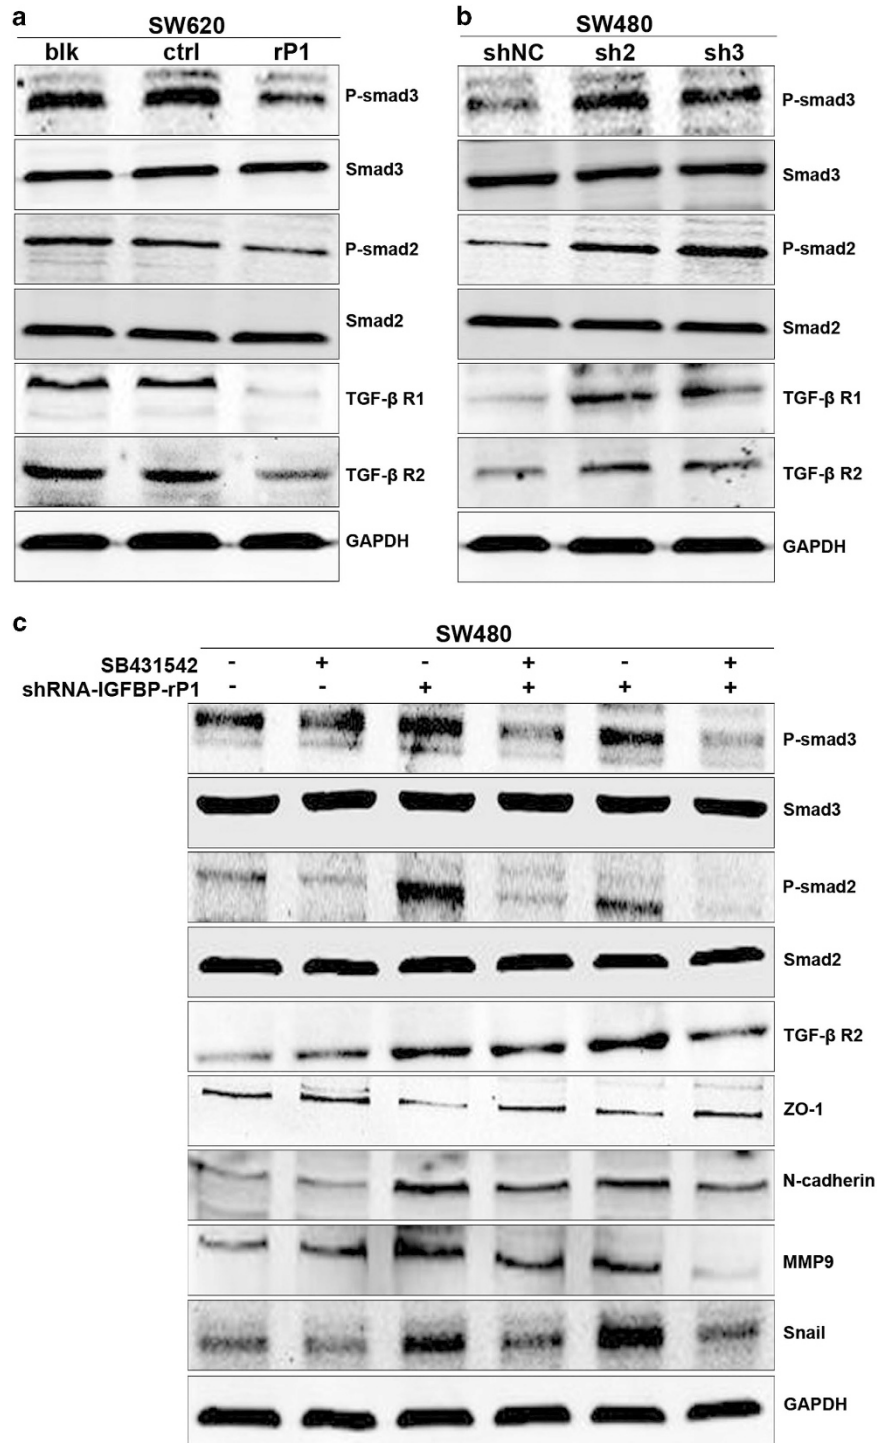 a
SW620
blk ctrl rP1
P-smad3
Smad3
P-smad2
Smad2
TGF-β R1
TGF-β R2
GAPDH
b
SW480
shNC sh2 sh3
P-smad3
Smad3
P-smad2
Smad2
TGF-β R1
TGF-β R2
GAPDH
c
SW480
SB431542 - + - + - +
shRNA-IGFBP-rP1 - - + + + +
P-smad3
Smad3
P-smad2
Smad2
TGF-β R2
ZO-1
N-cadherin
MMP9
Snail
GAPDH